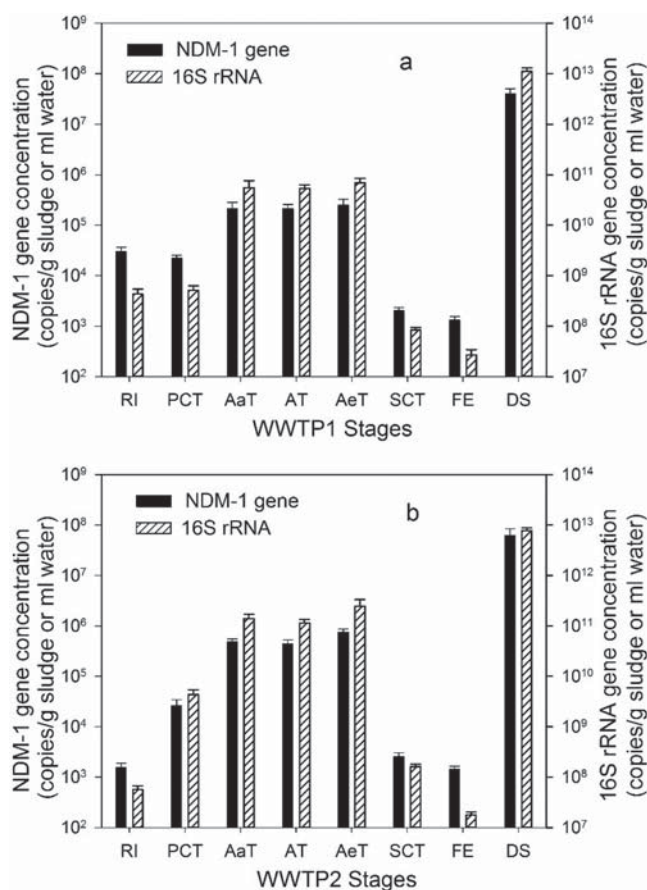 NDM-1 gene
16S rRNA
a
10⁹
10⁸
10⁷
10⁶
10⁵
10⁴
10³
10²
NDM-1 gene concentration
(copies/g sludge or ml water)
10¹⁴
10¹³
10¹²
10¹¹
10¹⁰
10⁹
10⁸
10⁷
16S rRNA gene concentration
(copies/g sludge or ml water)
RI PCT AaT AT AeT SCT FE DS
WWTP1 Stages
NDM-1 gene
16S rRNA
b
10⁹
10⁸
10⁷
10⁶
10⁵
10⁴
10³
10²
NDM-1 gene concentration
(copies/g sludge or ml water)
10¹⁴
10¹³
10¹²
10¹¹
10¹⁰
10⁹
10⁸
10⁷
16S rRNA gene concentration
(copies/g sludge or ml water)
RI PCT AaT AT AeT SCT FE DS
WWTP2 Stages